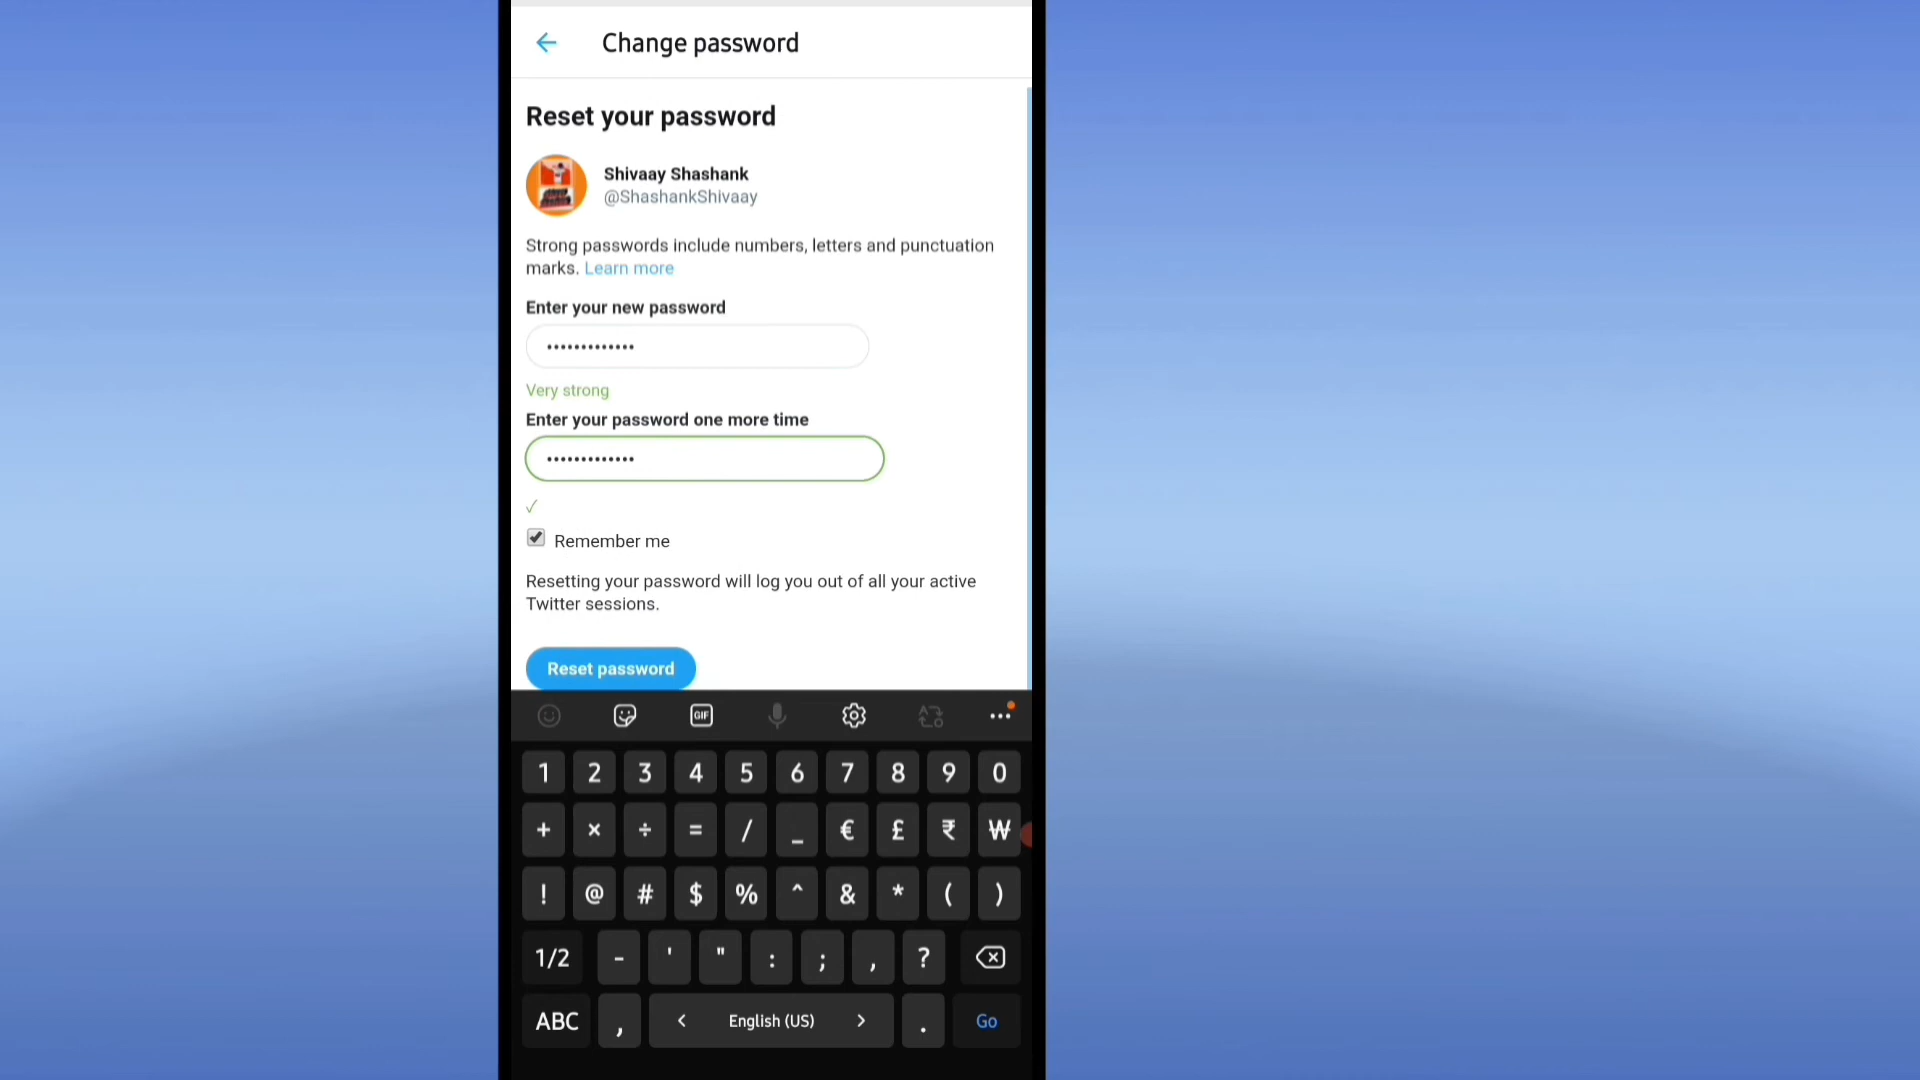 Change password
Reset your password
Shivaay Shashank
@ShashankShivaay
Strong passwords include numbers, letters and punctuation
marks. Learn more
Enter your new password
•••••••••••••
Very strong
Enter your password one more time
•••••••••••••
✓
Remember me
Resetting your password will log you out of all your active
Twitter sessions.
Reset password
GIF
1 2 3 4 5 6 7 8 9 0
+ × ÷ = / _ € £ ₹ ₩
! @ # $ % ^ & * ( )
1/2 - ' " : ; , ?
ABC , < English (US) > . Go